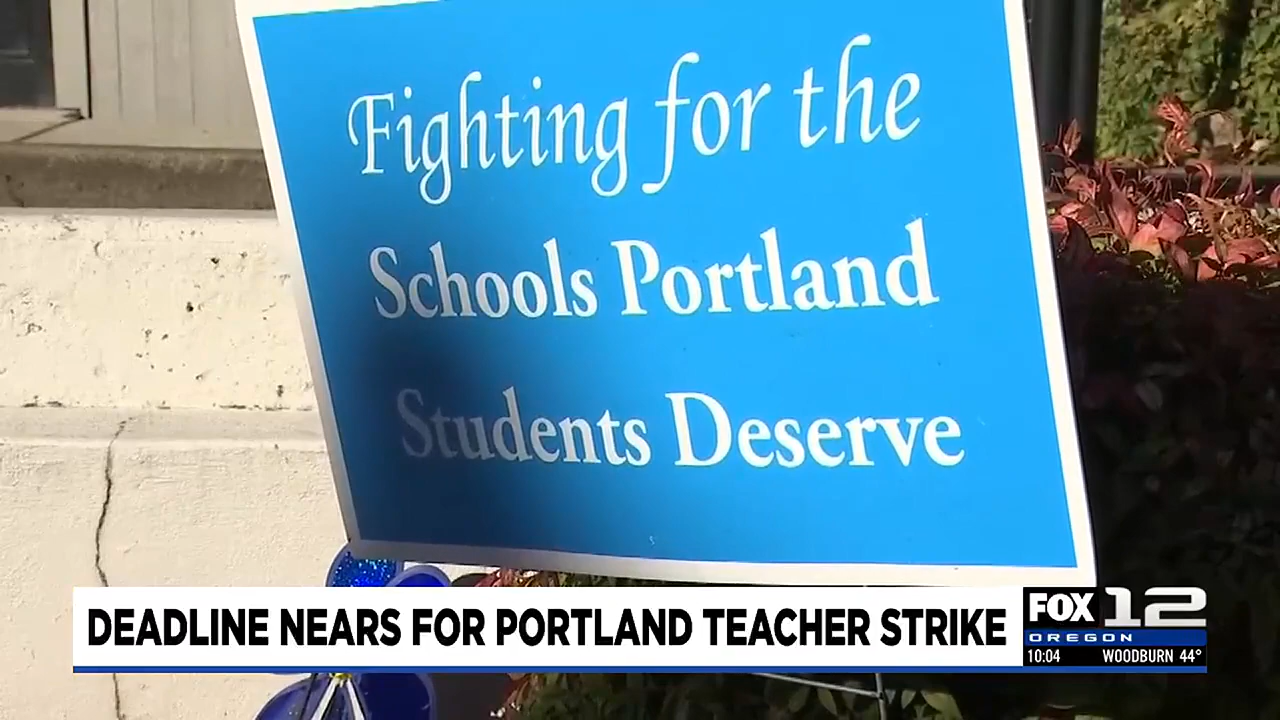 Fighting for the
Schools Portland
Students Deserve
DEADLINE NEARS FOR PORTLAND TEACHER STRIKE
FOX 12
OREGON
10:04 WOODBURN 44°